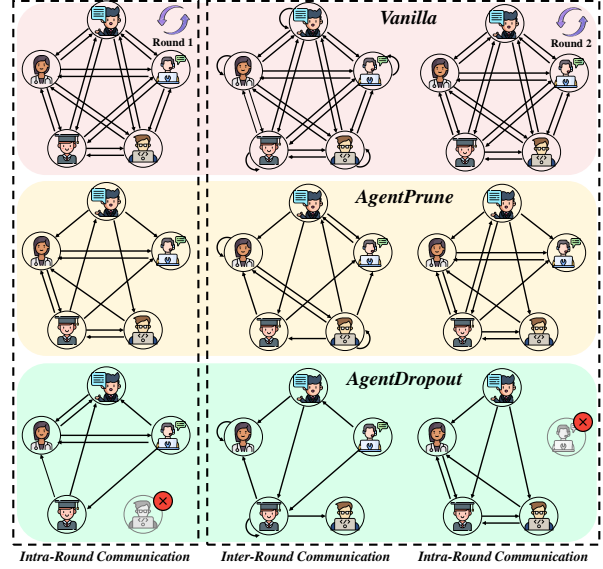 Round 1
Vanilla
Round 2
AgentPrune
AgentDropout
Intra-Round Communication
Inter-Round Communication
Intra-Round Communication